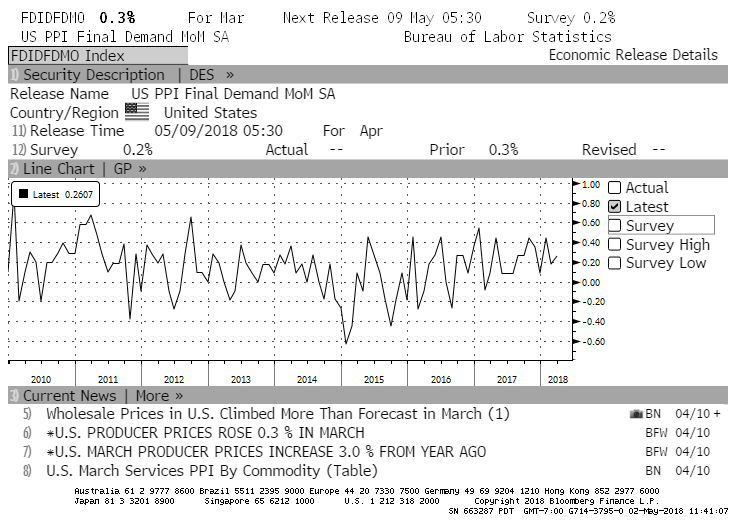 FDIDFDMO 0.3% For Mar Next Release 09 May 05:30 Survey 0.2%
US PPI Final Demand MoM SA Bureau of Labor Statistics
FDIDFDMO Index Economic Release Details
1) Security Description | DES »
Release Name US PPI Final Demand MoM SA
Country/Region United States
11) Release Time 05/09/2018 05:30 For Apr
12) Survey 0.2% Actual -- Prior 0.3% Revised --
2) Line Chart | GP »
Latest 0.2607
1.00
0.80
0.60
0.40
0.20
0.00
-0.20
-0.40
-0.60
Actual
Latest
Survey
Survey High
Survey Low
2010 2011 2012 2013 2014 2015 2016 2017 2018
3) Current News | More »
5) Wholesale Prices in U.S. Climbed More Than Forecast in March (1) BN 04/10 +
6) *U.S. PRODUCER PRICES ROSE 0.3 % IN MARCH BFW 04/10
7) *U.S. MARCH PRODUCER PRICES INCREASE 3.0 % FROM YEAR AGO BFW 04/10
8) U.S. March Services PPI By Commodity (Table) BN 04/10
Australia 61 2 9777 8600 Brazil 5511 2395 9000 Europe 44 20 7330 7500 Germany 49 69 9204 1210 Hong Kong 852 2977 6000
Japan 81 3 3201 8900 Singapore 65 6212 1000 U.S. 1 212 318 2000 Copyright 2018 Bloomberg Finance L.P.
SN 663287 PDT GMT-7:00 G714-3795-0 02-May-2018 11:41:07